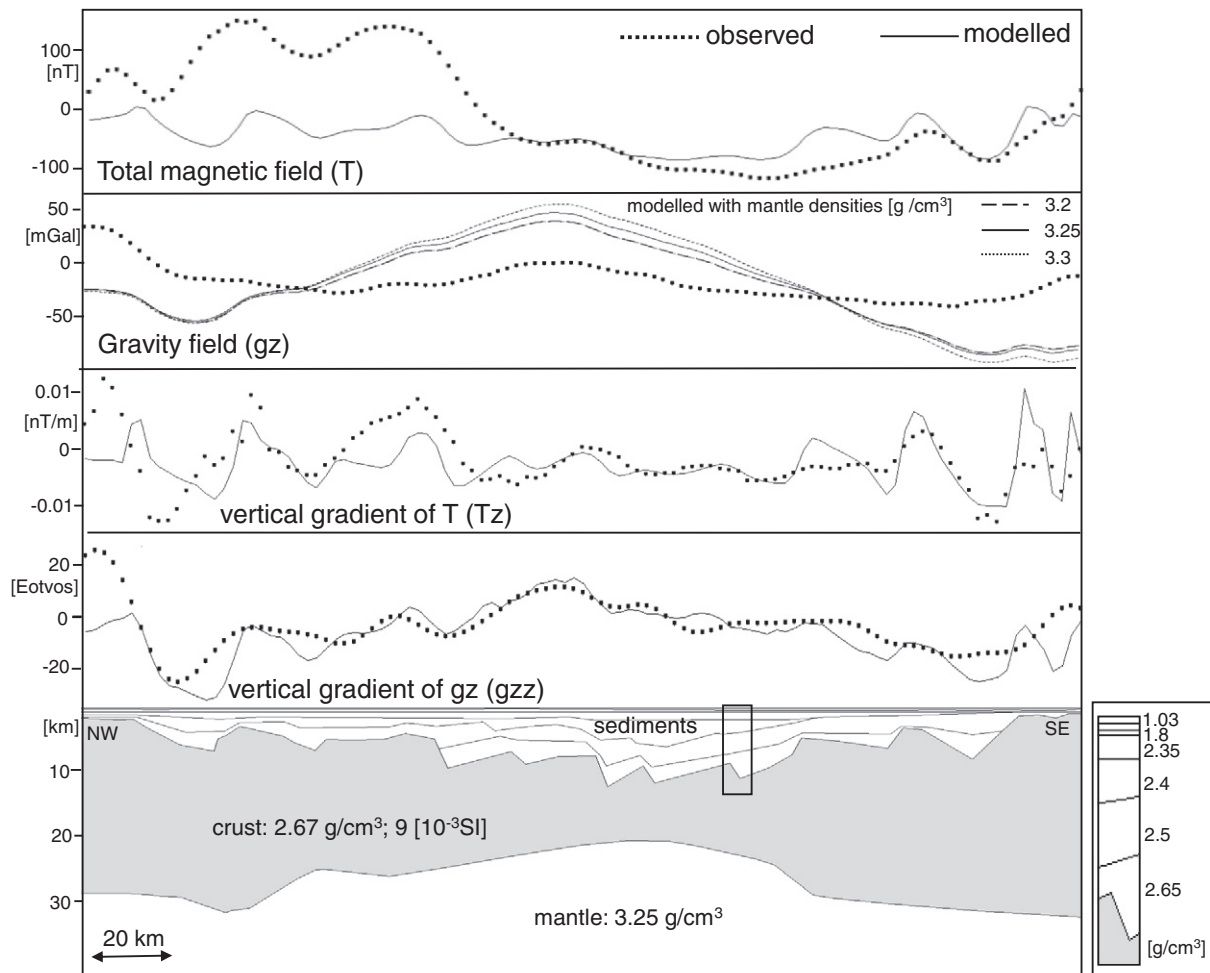 observed modelled
100
[nT]
0
-100
Total magnetic field (T)
50
[mGal]
0
-50
modelled with mantle densities [g /cm³]
3.2
3.25
3.3
Gravity field (gz)
0.01
[nT/m]
0
-0.01
vertical gradient of T (Tz)
20
[Eotvos]
0
-20
vertical gradient of gz (gzz)
[km]
NW
sediments
SE
10
crust: 2.67 g/cm³; 9 [10⁻³SI]
20
30
mantle: 3.25 g/cm³
20 km
1.03
1.8
2.35
2.4
2.5
2.65
[g/cm³]